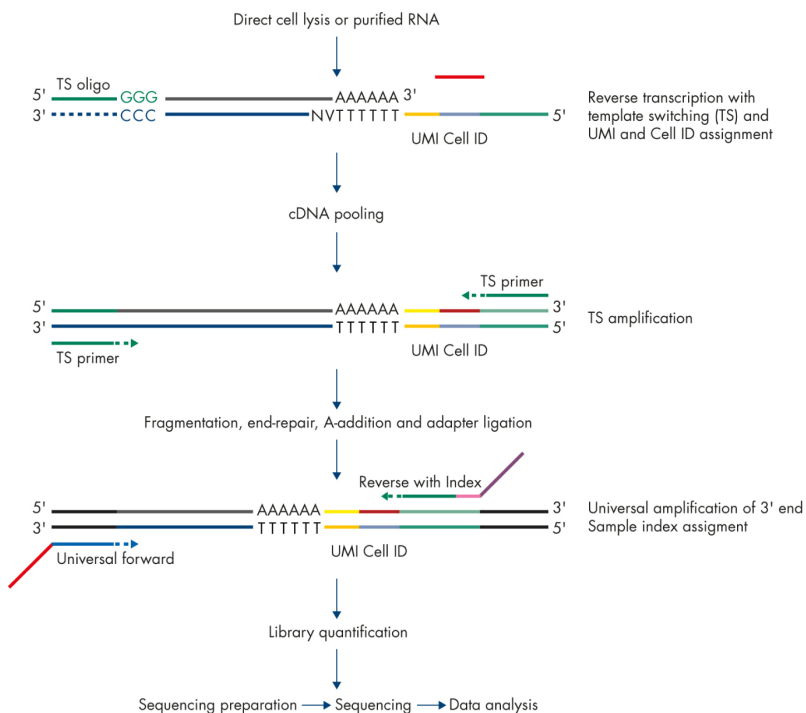 Direct cell lysis or purified RNA
TS oligo
5' GGG AAAAAA 3'
3' CCC NVTTTTTT 5'
UMI Cell ID
Reverse transcription with
template switching (TS) and
UMI and Cell ID assignment
cDNA pooling
TS primer
5' AAAAAA 3'
3' TTTTTT 5'
UMI Cell ID
TS primer
TS amplification
Fragmentation, end-repair, A-addition and adapter ligation
Reverse with Index
5' AAAAAA 3'
3' TTTTTT 5'
UMI Cell ID
Universal forward
Universal amplification of 3' end
Sample index assigment
Library quantification
Sequencing preparation Sequencing Data analysis